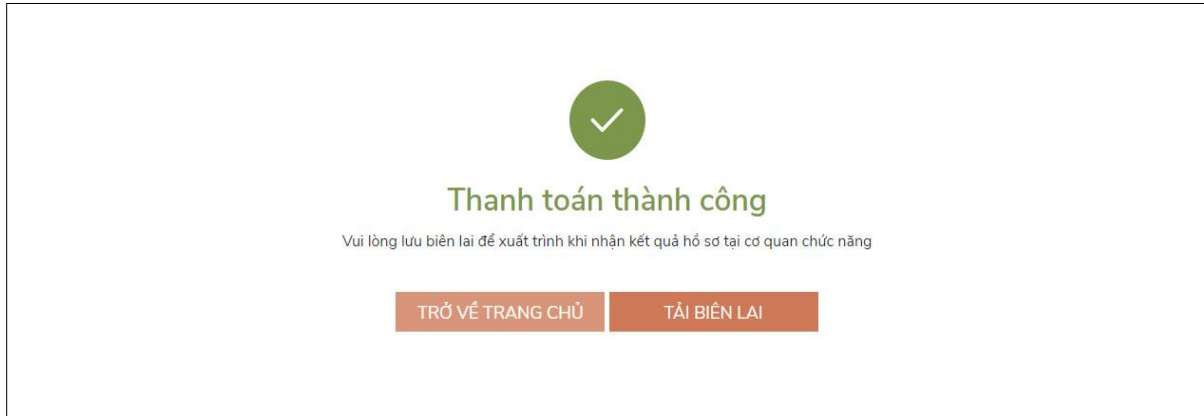 Thanh toán thành công
Vui lòng lưu biên lai để xuất trình khi nhận kết quả hồ sơ tại cơ quan chức năng
TRỞ VỀ TRANG CHỦ
TẢI BIÊN LAI